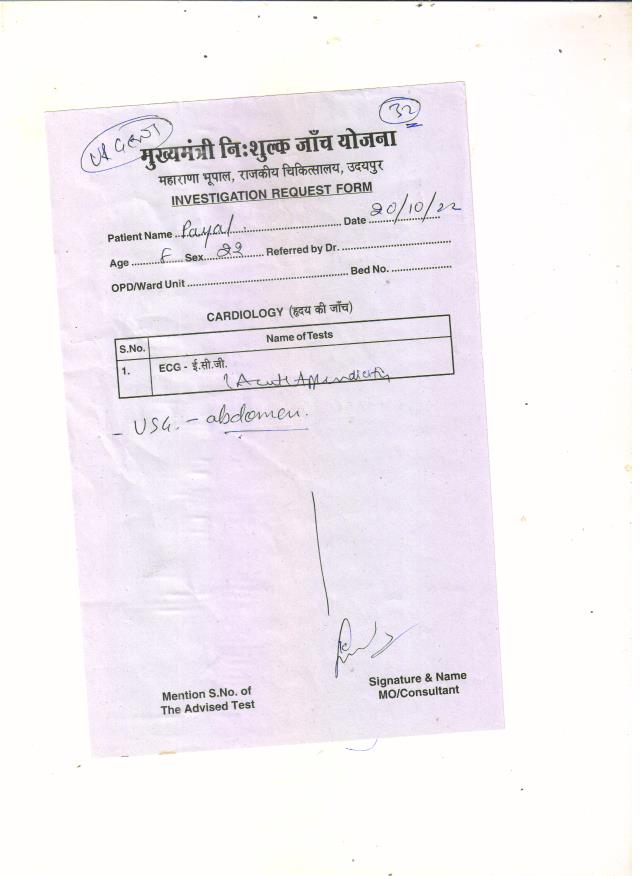 32
मुख्यमंत्री निःशुल्क जाँच योजना
महाराणा भूपाल, राजकीय चिकित्सालय, उदयपुर
INVESTIGATION REQUEST FORM
Patient Name ..Payal............................ Date 20/10/22
Age ................F.. Sex........22........ Referred by Dr. ...............................
OPD/Ward Unit .............................................. Bed No. ..................
CARDIOLOGY (हृदय की जाँच)
S.No. Name of Tests
1. ECG - ई.सी.जी.
? Acute Appendicitis
- USG. - abdomen.
Mention S.No. of
The Advised Test
Signature & Name
MO/Consultant